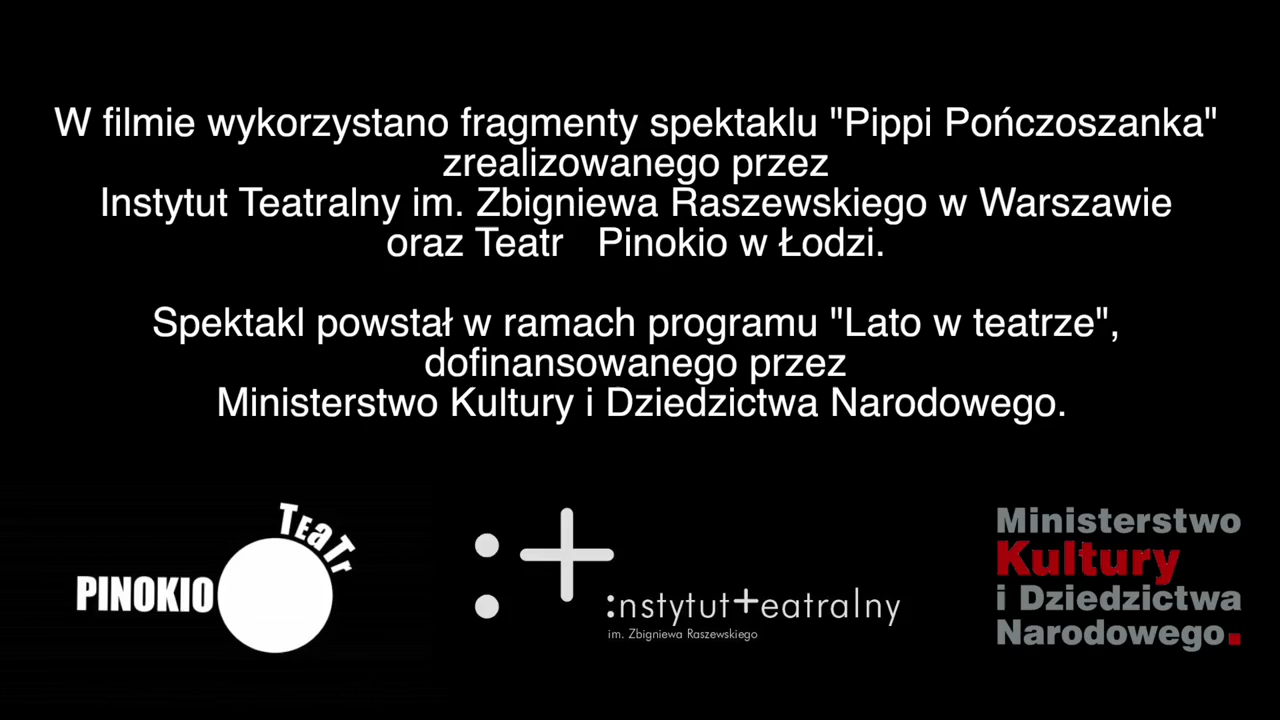 W filmie wykorzystano fragmenty spektaklu "Pippi Pończoszanka"
zrealizowanego przez
Instytut Teatralny im. Zbigniewa Raszewskiego w Warszawie
oraz Teatr   Pinokio w Łodzi.
Spektakl powstał w ramach programu "Lato w teatrze",
dofinansowanego przez
Ministerstwo Kultury i Dziedzictwa Narodowego.
TeaTr
PINOKIO
:+
:nstytut+eatralny
im. Zbigniewa Raszewskiego
Ministerstwo
Kultury
i Dziedzictwa
Narodowego.